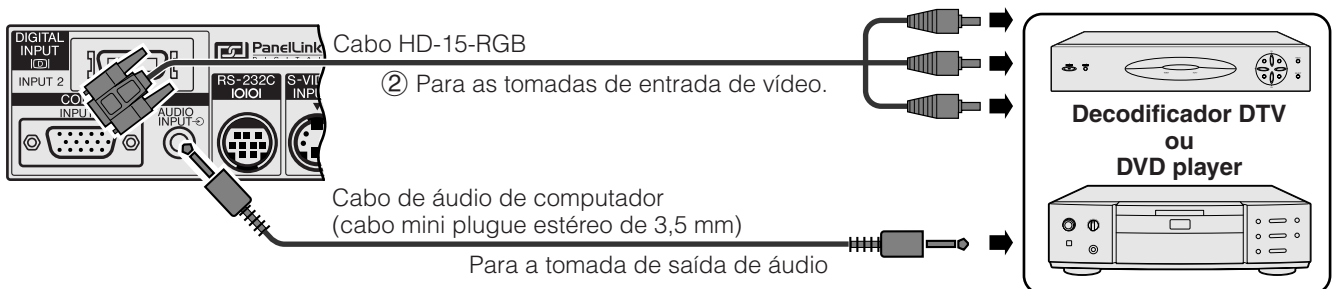 DIGITAL
INPUT
INPUT 2
PanelLink
DIGITAL
RS-232C
IOIOI
AUDIO
INPUT
Cabo HD-15-RGB
② Para as tomadas de entrada de vídeo.
Cabo de áudio de computador
(cabo mini plugue estéreo de 3,5 mm)
Para a tomada de saída de áudio
Decodificador DTV
ou
DVD player